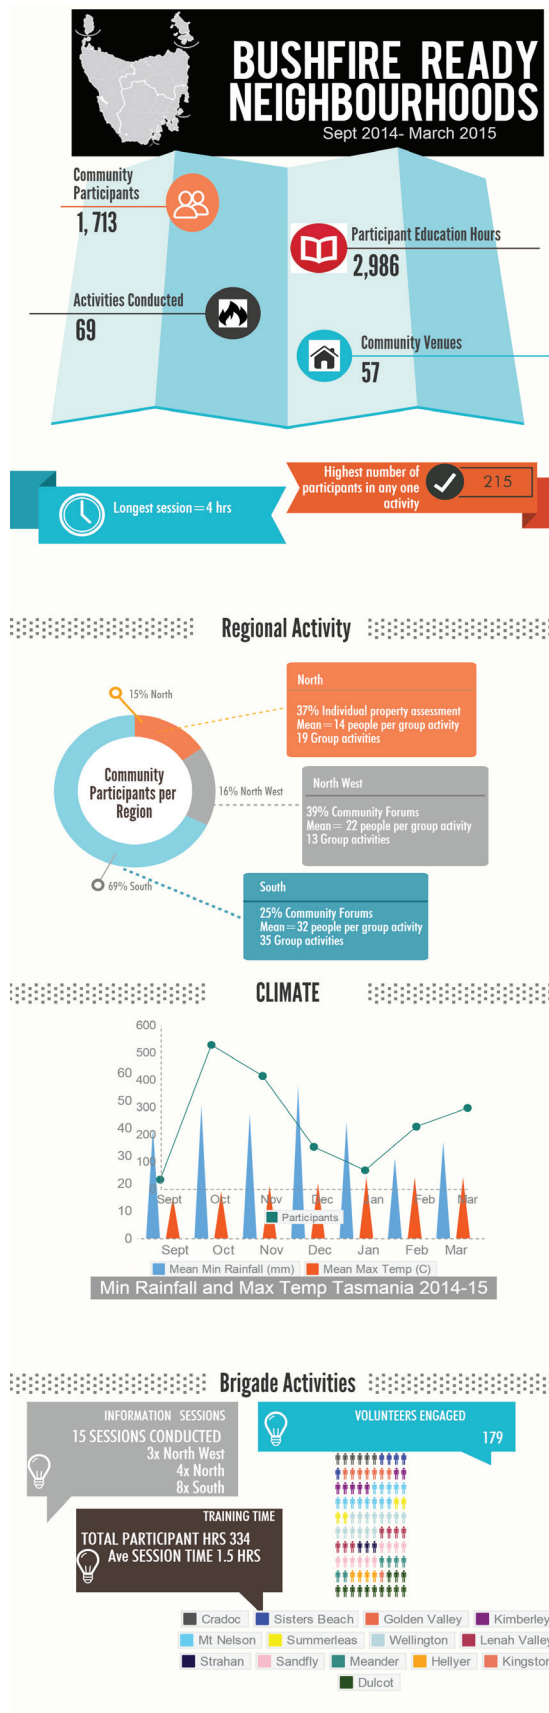 BUSHFIRE READY
NEIGHBOURHOODS
Sept 2014- March 2015
Community
Participants
1,713
Participant Education Hours
2,986
Activities Conducted
69
Community Venues
57
Longest session=4 hrs
Highest number of
participants in any one
activity
215
Regional Activity
15% North
16% North West
69% South
Community
Participants per
Region
North
37% Individual property assessment
Mean=14 people per group activity
19 Group activities
North West
39% Community Forums
Mean= 22 people per group activity
13 Group activities
South
25% Community Forums
Mean=32 people per group activity
35 Group activities
CLIMATE
600
500
400
300
200
100
60
50
40
30
20
10
0
Sept Oct Nov Dec Jan Feb Mar
Participants
Sept Oct Nov Dec Jan Feb Mar
Mean Min Rainfall (mm) Mean Max Temp (C)
Min Rainfall and Max Temp Tasmania 2014-15
Brigade Activities
INFORMATION SESSIONS
15 SESSIONS CONDUCTED
3x North West
4x North
8x South
VOLUNTEERS ENGAGED
179
TRAINING TIME
TOTAL PARTICIPANT HRS 334
Ave SESSION TIME 1.5 HRS
Cradoc Sisters Beach Golden Valley Kimberley
Mt Nelson Summerleas Wellington Lenah Valley
Strahan Sandfly Meander Hellyer Kingston
Dulcot